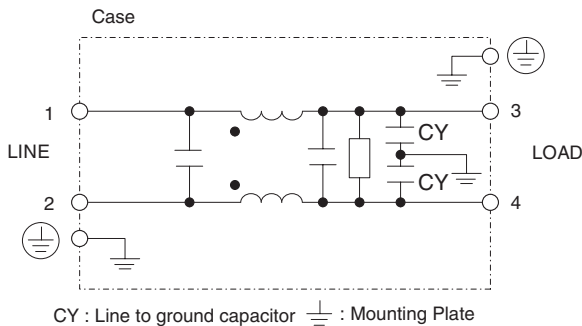 Case
1
3
LINE
CY
LOAD
CY
2
4
CY : Line to ground capacitor : Mounting Plate